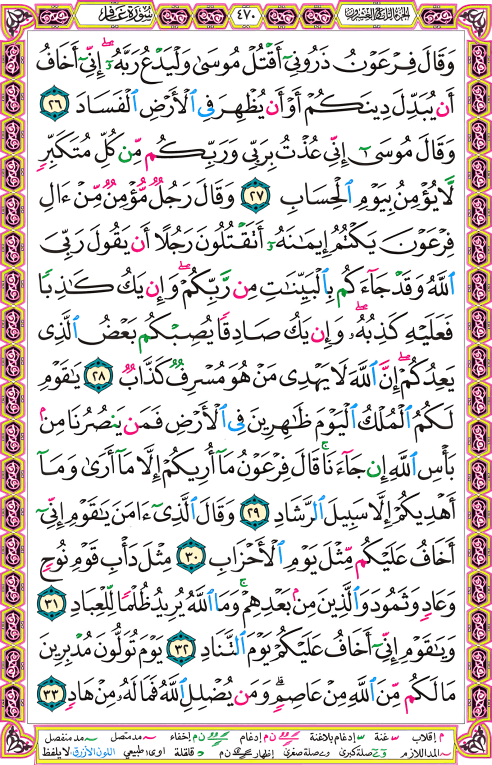 الجزء الرابع والعشرون
٤٧٠
سورة غافر
وَقَالَ فِرْعَوْنُ ذَرُونِىٓ أَقْتُلْ مُوسَىٰ وَلْيَدْعُ رَبَّهُۥٓ ۖ إِنِّىٓ أَخَافُ
أَن يُبَدِّلَ دِينَكُمْ أَوْ أَن يُظْهِرَ فِى ٱلْأَرْضِ ٱلْفَسَادَ ٢٦
وَقَالَ مُوسَىٰٓ إِنِّى عُذْتُ بِرَبِّى وَرَبِّكُم مِّن كُلِّ مُتَكَبِّرٍ
لَّا يُؤْمِنُ بِيَوْمِ ٱلْحِسَابِ ٢٧ وَقَالَ رَجُلٌ مُّؤْمِنٌ مِّنْ ءَالِ
فِرْعَوْنَ يَكْتُمُ إِيمَٰنَهُۥٓ أَتَقْتُلُونَ رَجُلًا أَن يَقُولَ رَبِّىَ
ٱللَّهُ وَقَدْ جَآءَكُم بِٱلْبَيِّنَٰتِ مِن رَّبِّكُمْ ۖ وَإِن يَكُ كَٰذِبًا
فَعَلَيْهِ كَذِبُهُۥ ۖ وَإِن يَكُ صَادِقًا يُصِبْكُم بَعْضُ ٱلَّذِى
يَعِدُكُمْ ۖ إِنَّ ٱللَّهَ لَا يَهْدِى مَنْ هُوَ مُسْرِفٌ كَذَّابٌ ٢٨ يَٰقَوْمِ
لَكُمُ ٱلْمُلْكُ ٱلْيَوْمَ ظَٰهِرِينَ فِى ٱلْأَرْضِ فَمَن يَنصُرُنَا مِنۢ
بَأْسِ ٱللَّهِ إِن جَآءَنَا ۚ قَالَ فِرْعَوْنُ مَآ أُرِيكُمْ إِلَّا مَآ أَرَىٰ وَمَآ
أَهْدِيكُمْ إِلَّا سَبِيلَ ٱلرَّشَادِ ٢٩ وَقَالَ ٱلَّذِىٓ ءَامَنَ يَٰقَوْمِ إِنِّىٓ
أَخَافُ عَلَيْكُم مِّثْلَ يَوْمِ ٱلْأَحْزَابِ ٣٠ مِثْلَ دَأْبِ قَوْمِ نُوحٍ
وَعَادٍ وَثَمُودَ وَٱلَّذِينَ مِنۢ بَعْدِهِمْ ۚ وَمَا ٱللَّهُ يُرِيدُ ظُلْمًا لِّلْعِبَادِ ٣١
وَيَٰقَوْمِ إِنِّىٓ أَخَافُ عَلَيْكُمْ يَوْمَ ٱلتَّنَادِ ٣٢ يَوْمَ تُوَلُّونَ مُدْبِرِينَ
مَا لَكُم مِّنَ ٱللَّهِ مِنْ عَاصِمٍ ۗ وَمَن يُضْلِلِ ٱللَّهُ فَمَا لَهُۥ مِنْ هَادٍ ٣٣
م إقلاب غنة إدغام بلاغنة ن م إدغام ن م إخفاء مد متصل مد منفصل
المد اللازم صلة كبرى صلة صغرى إظهار ن م قلقلة اوى: طبيعي اللون الأزرق: لا يلفظ